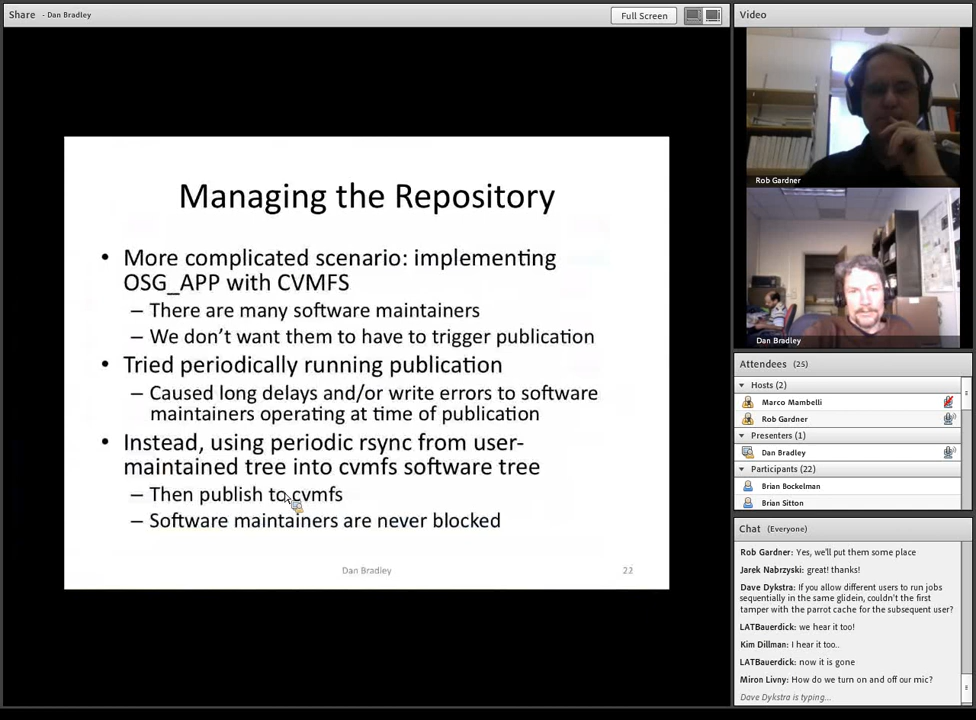 Share - Dan Bradley
Full Screen
Managing the Repository
• More complicated scenario: implementing
OSG_APP with CVMFS
– There are many software maintainers
– We don't want them to have to trigger publication
• Tried periodically running publication
– Caused long delays and/or write errors to software
maintainers operating at time of publication
• Instead, using periodic rsync from user-
maintained tree into cvmfs software tree
– Then publish to cvmfs
– Software maintainers are never blocked
Dan Bradley
22
Video
Rob Gardner
Dan Bradley
Attendees (25)
Hosts (2)
Marco Mambelli
Rob Gardner
Presenters (1)
Dan Bradley
Participants (22)
Brian Bockelman
Brian Sitton
Chat (Everyone)
Rob Gardner: Yes, we'll put them some place
Jarek Nabrzyski: great! thanks!
Dave Dykstra: If you allow different users to run jobs
sequentially in the same glidein, couldn't the first
tamper with the parrot cache for the subsequent user?
LATBauerdick: we hear it too!
Kim Dillman: I hear it too..
LATBauerdick: now it is gone
Miron Livny: How do we turn on and off our mic?
Dave Dykstra is typing...